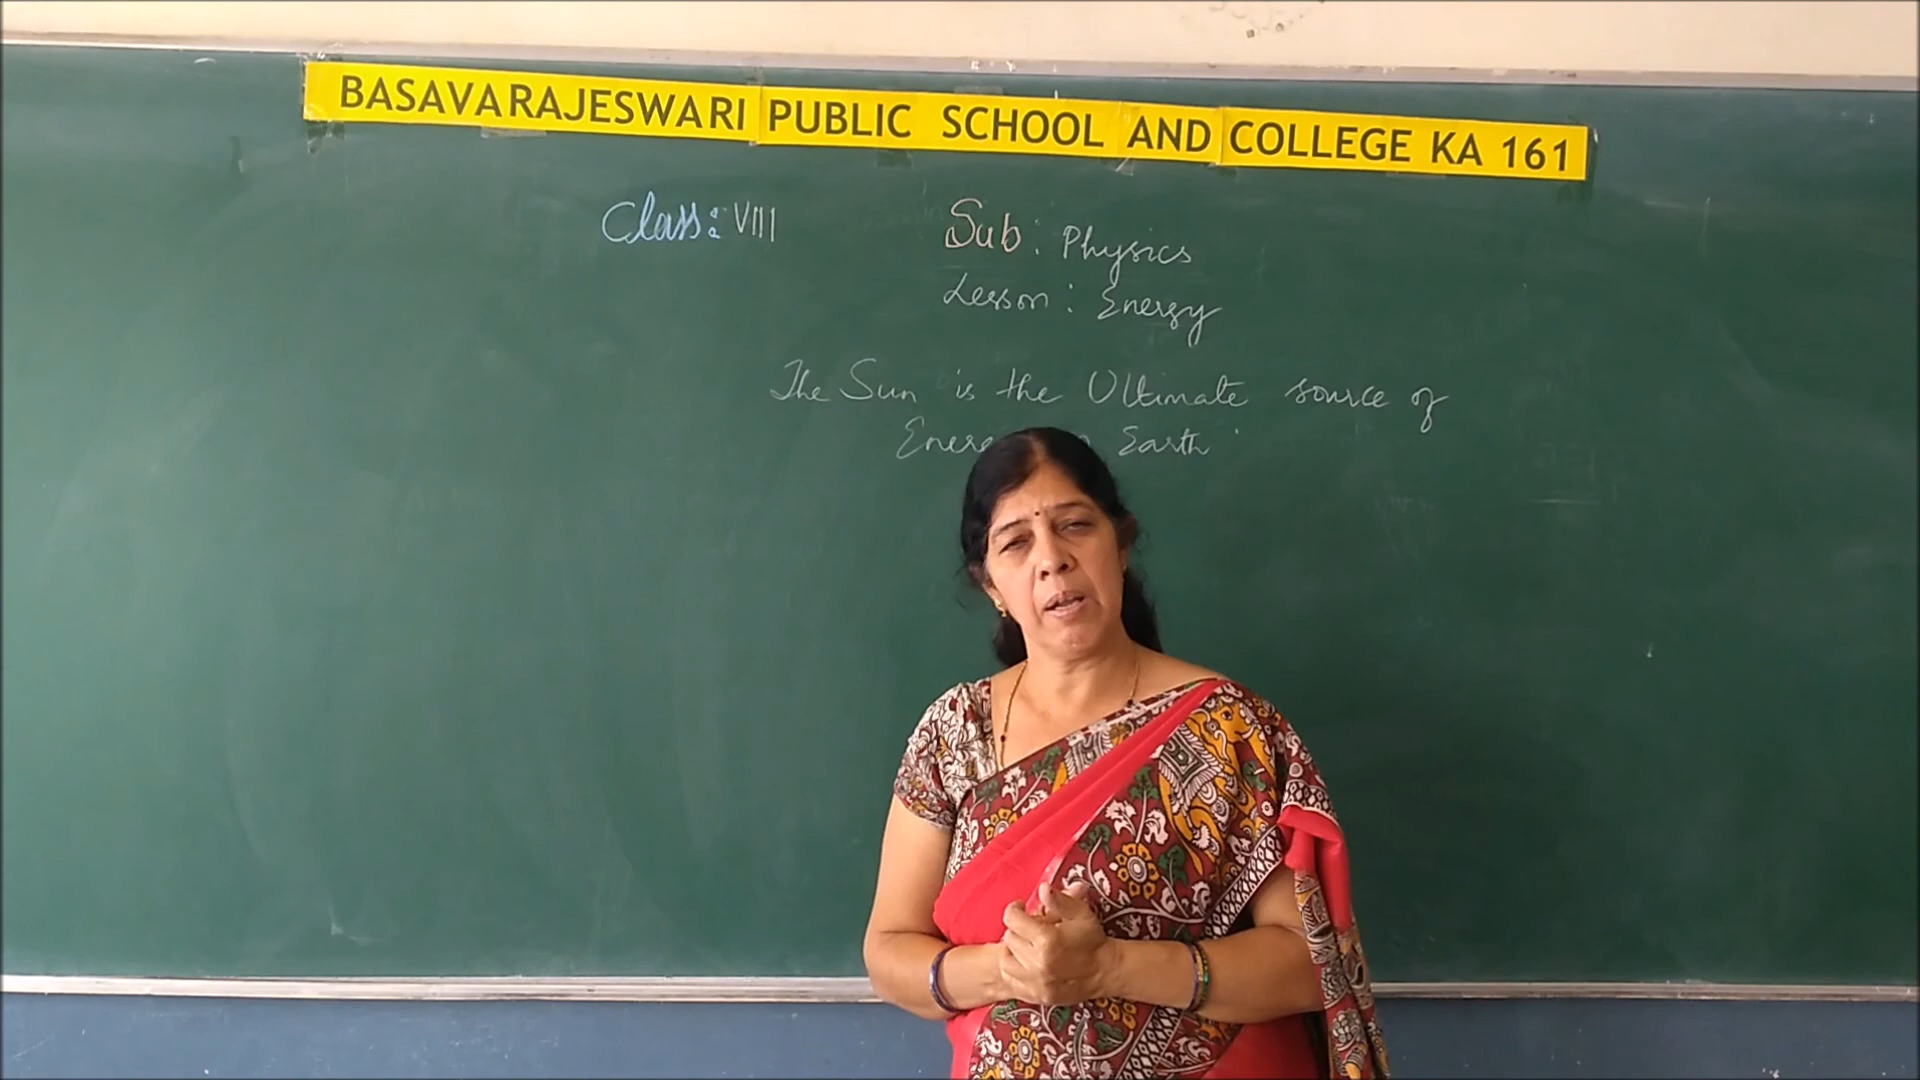 BASAVARAJESWARI PUBLIC SCHOOL AND COLLEGE KA 161
Class: VIII
Sub: Physics
Lesson: Energy
The Sun is the Ultimate source of
Earth